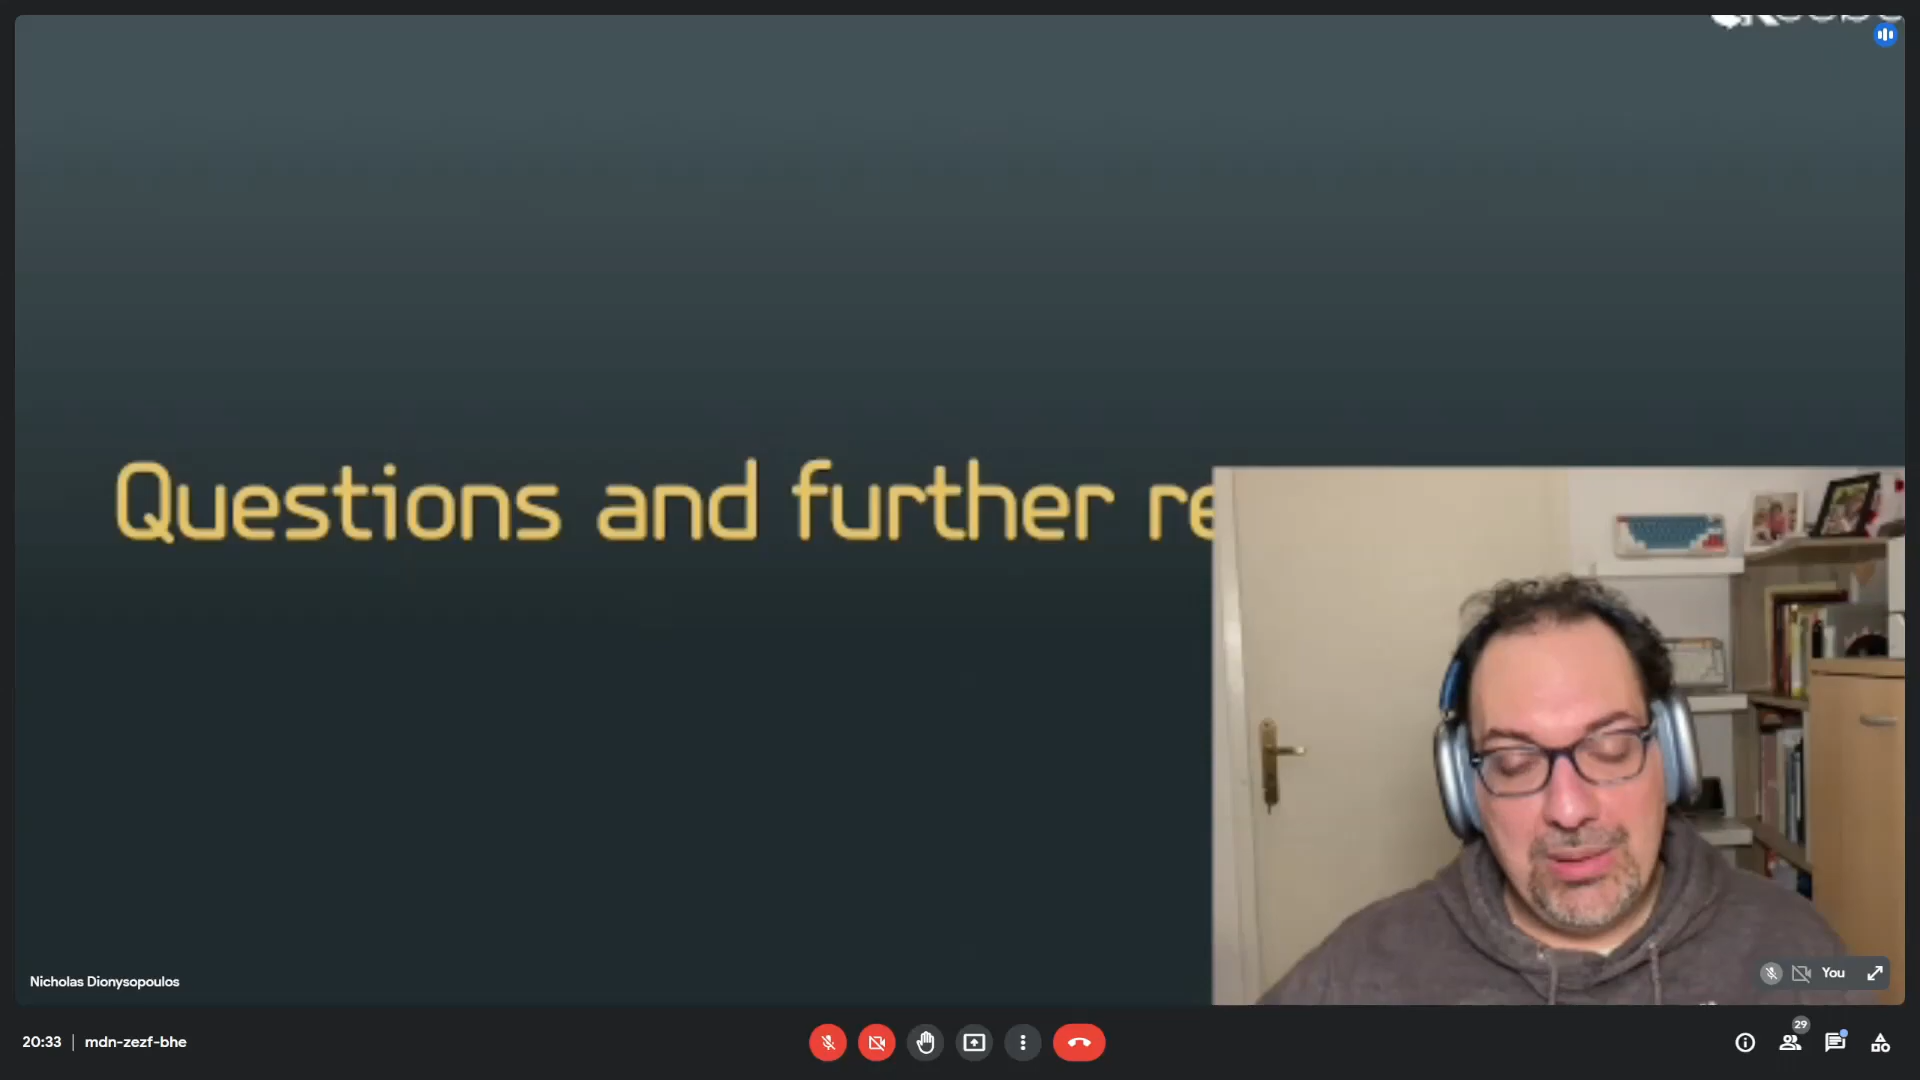 Questions and further re
Nicholas Dionysopoulos
You
20:33 | mdn-zezf-bhe
29